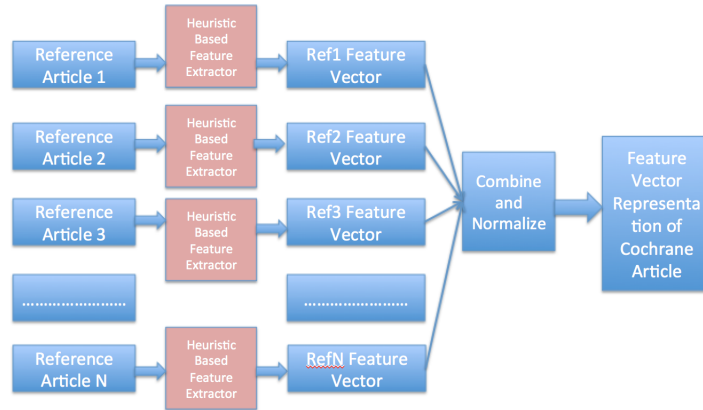 Reference
Article 1
Heuristic
Based
Feature
Extractor
Ref1 Feature
Vector
Reference
Article 2
Heuristic
Based
Feature
Extractor
Ref2 Feature
Vector
Reference
Article 3
Heuristic
Based
Feature
Extractor
Ref3 Feature
Vector
Combine
and
Normalize
Feature
Vector
Representa
tion of
Cochrane
Article
……………………
……………………
Reference
Article N
Heuristic
Based
Feature
Extractor
RefN Feature
Vector